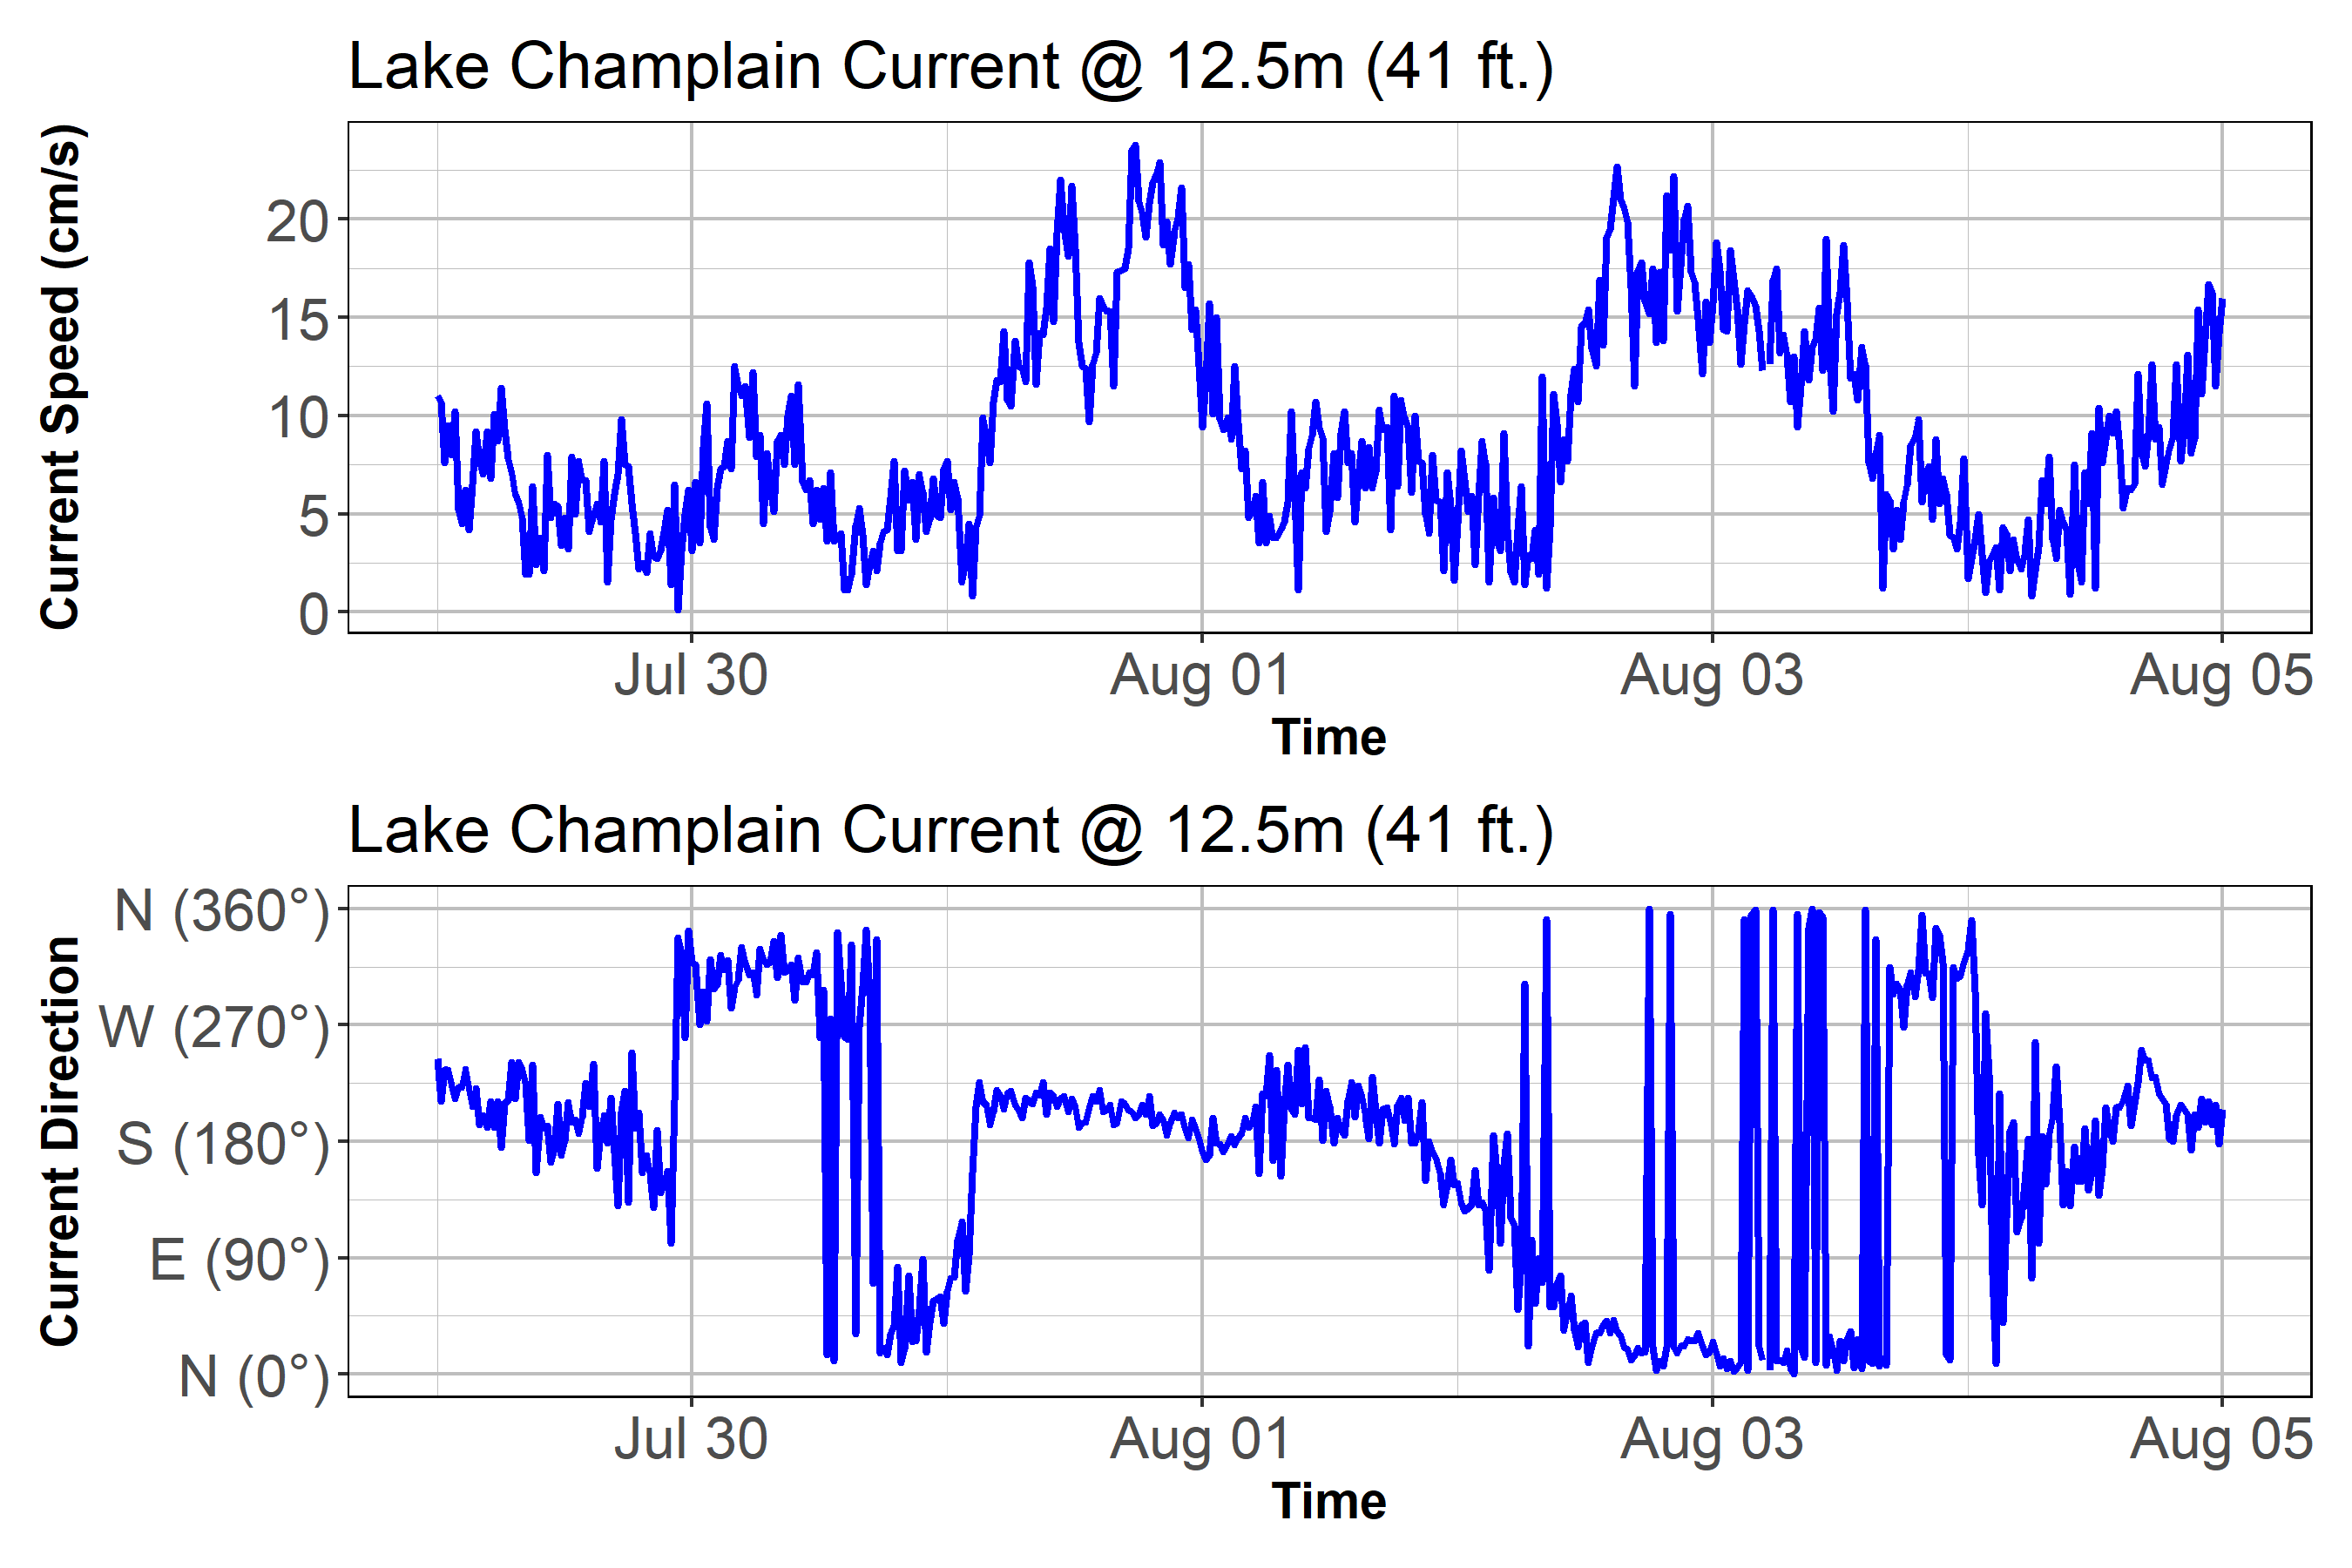 Lake Champlain Current @ 12.5m (41 ft.)
Current Speed (cm/s)
20
15
10
5
0
Jul 30 Aug 01 Aug 03 Aug 05
Time
Lake Champlain Current @ 12.5m (41 ft.)
Current Direction
N (360°)
W (270°)
S (180°)
E (90°)
N (0°)
Jul 30 Aug 01 Aug 03 Aug 05
Time